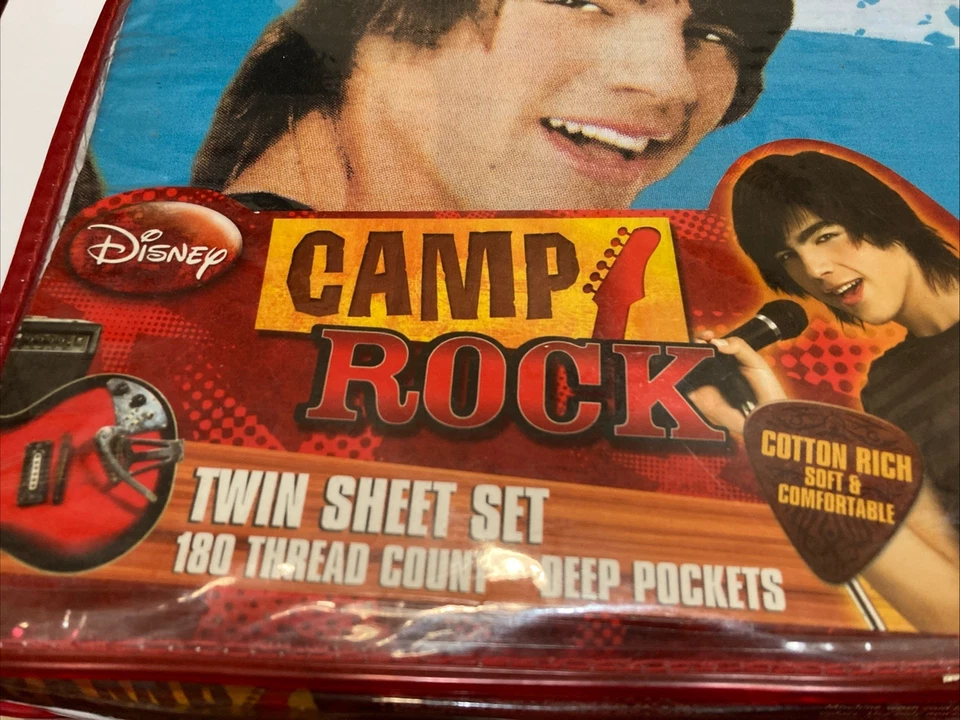 Disney
CAMP
ROCK
COTTON RICH
SOFT &
COMFORTABLE
TWIN SHEET SET
180 THREAD COUNT DEEP POCKETS